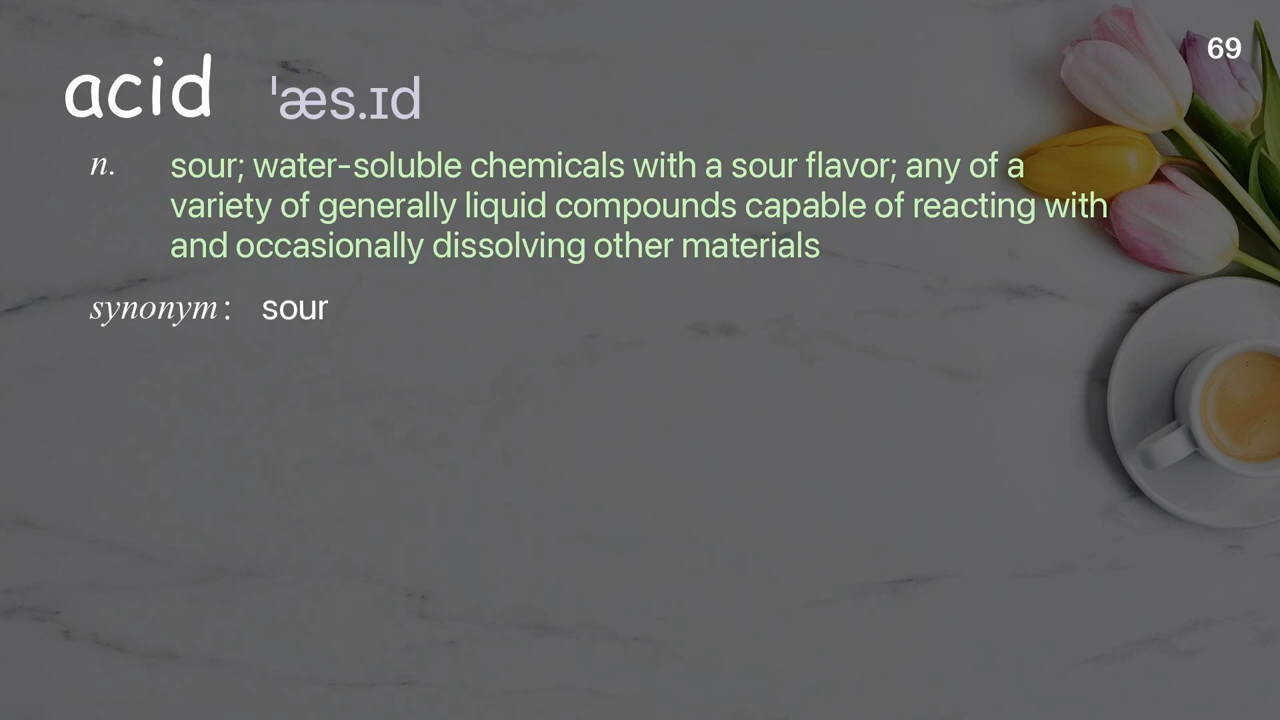 69
acid ˈæs.ɪd
n. sour; water-soluble chemicals with a sour flavor; any of a
variety of generally liquid compounds capable of reacting with
and occasionally dissolving other materials
synonym: sour